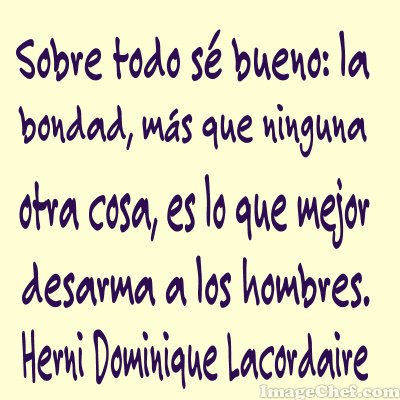 Sobre todo sé bueno: la
bondad, más que ninguna
otra cosa, es lo que mejor
desarma a los hombres.
Herni Dominique Lacordaire
ImageChef.com